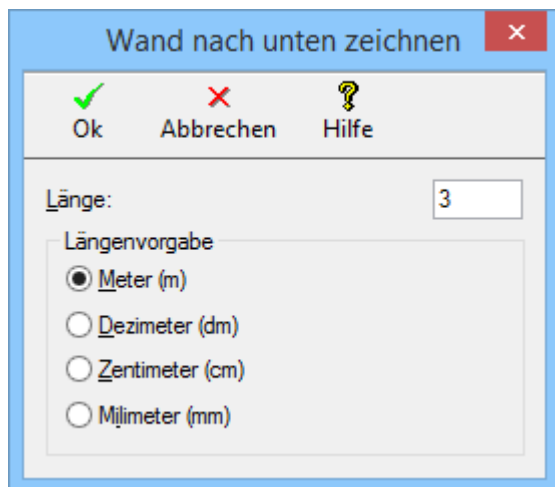 Wand nach unten zeichnen
Ok Abbrechen Hilfe
Länge: 3
Längenvorgabe
Meter (m)
Dezimeter (dm)
Zentimeter (cm)
Milimeter (mm)